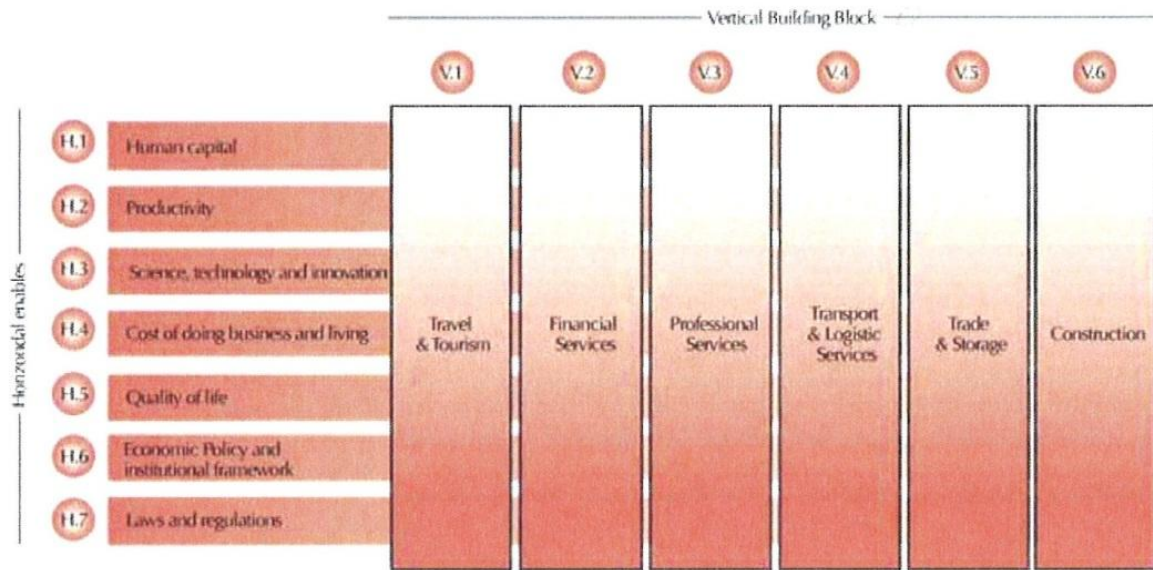 Vertical Building Block
V.1
V.2
V.3
V.4
V.5
V.6
Honzondal enables
H.1
Human capital
H.2
Productivity
H.3
Science, technology and innovation
H.4
Cost of doing business and living
H.5
Quality of life
H.6
Economic Policy and
institutional framework
H.7
Laws and regulations
Travel
& Tourism
Financial
Services
Professional
Services
Transport
& Logistic
Services
Trade
& Storage
Construction